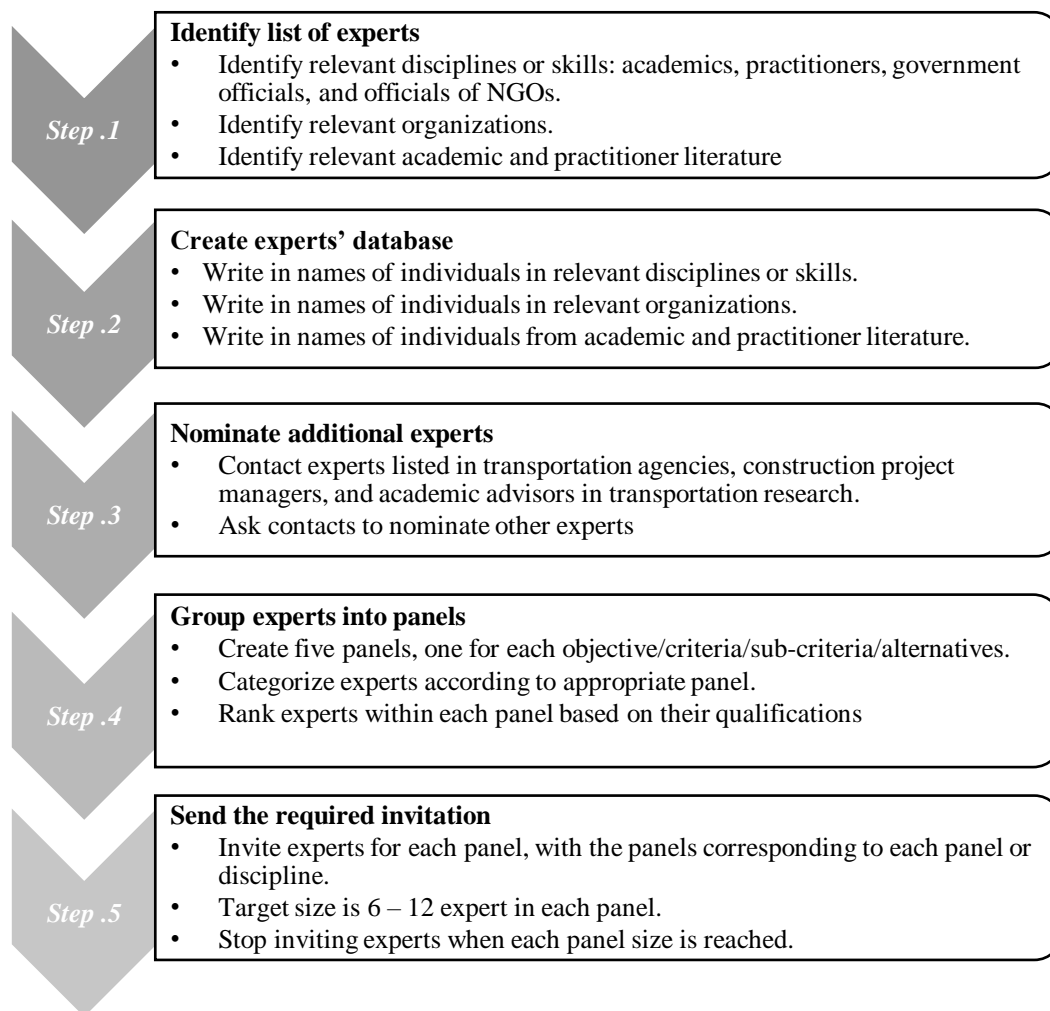 Identify list of experts
• Identify relevant disciplines or skills: academics, practitioners, government
officials, and officials of NGOs.
• Identify relevant organizations.
• Identify relevant academic and practitioner literature
Step .1
Create experts’ database
• Write in names of individuals in relevant disciplines or skills.
• Write in names of individuals in relevant organizations.
• Write in names of individuals from academic and practitioner literature.
Step .2
Nominate additional experts
• Contact experts listed in transportation agencies, construction project
managers, and academic advisors in transportation research.
• Ask contacts to nominate other experts
Step .3
Group experts into panels
• Create five panels, one for each objective/criteria/sub-criteria/alternatives.
• Categorize experts according to appropriate panel.
• Rank experts within each panel based on their qualifications
Step .4
Send the required invitation
• Invite experts for each panel, with the panels corresponding to each panel or
discipline.
• Target size is 6 – 12 expert in each panel.
• Stop inviting experts when each panel size is reached.
Step .5